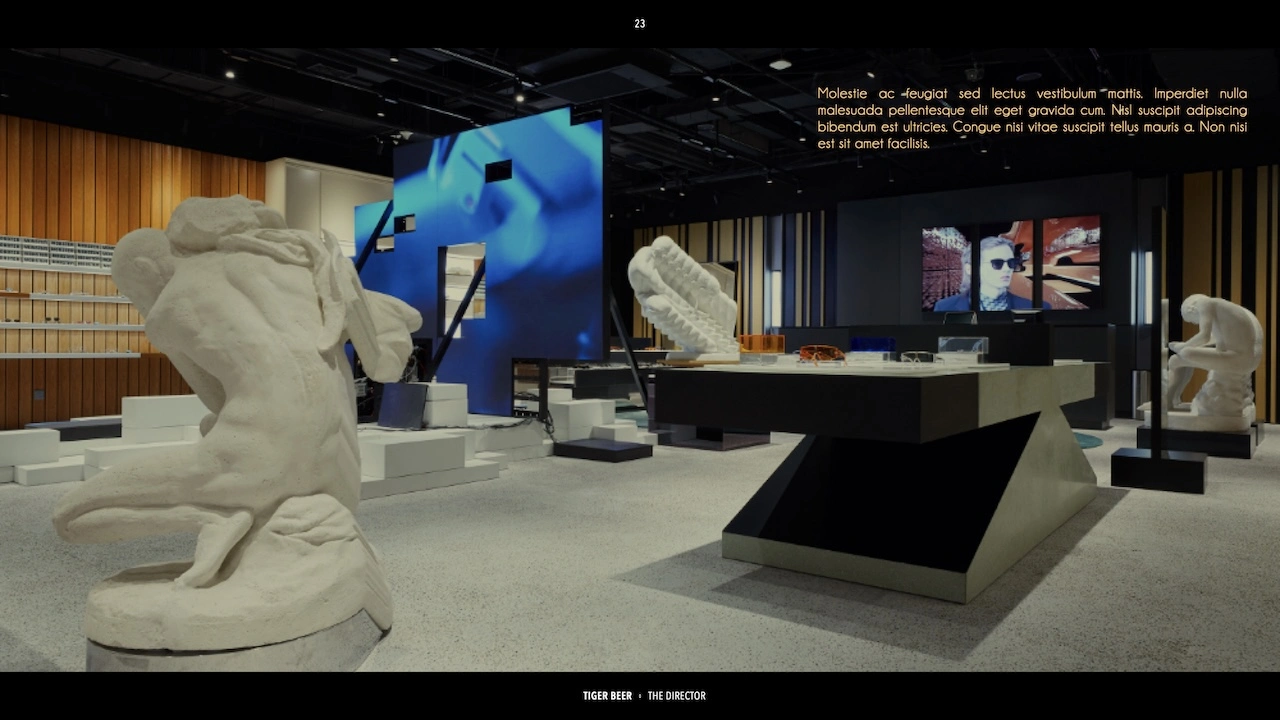 23
Molestie ac feugiat sed lectus vestibulum mattis. Imperdiet nulla
malesuada pellentesque elit eget gravida cum. Nisl suscipit adipiscing
bibendum est ultricies. Congue nisi vitae suscipit tellus mauris a. Non nisi
est sit amet facilisis.
TIGER BEER | THE DIRECTOR